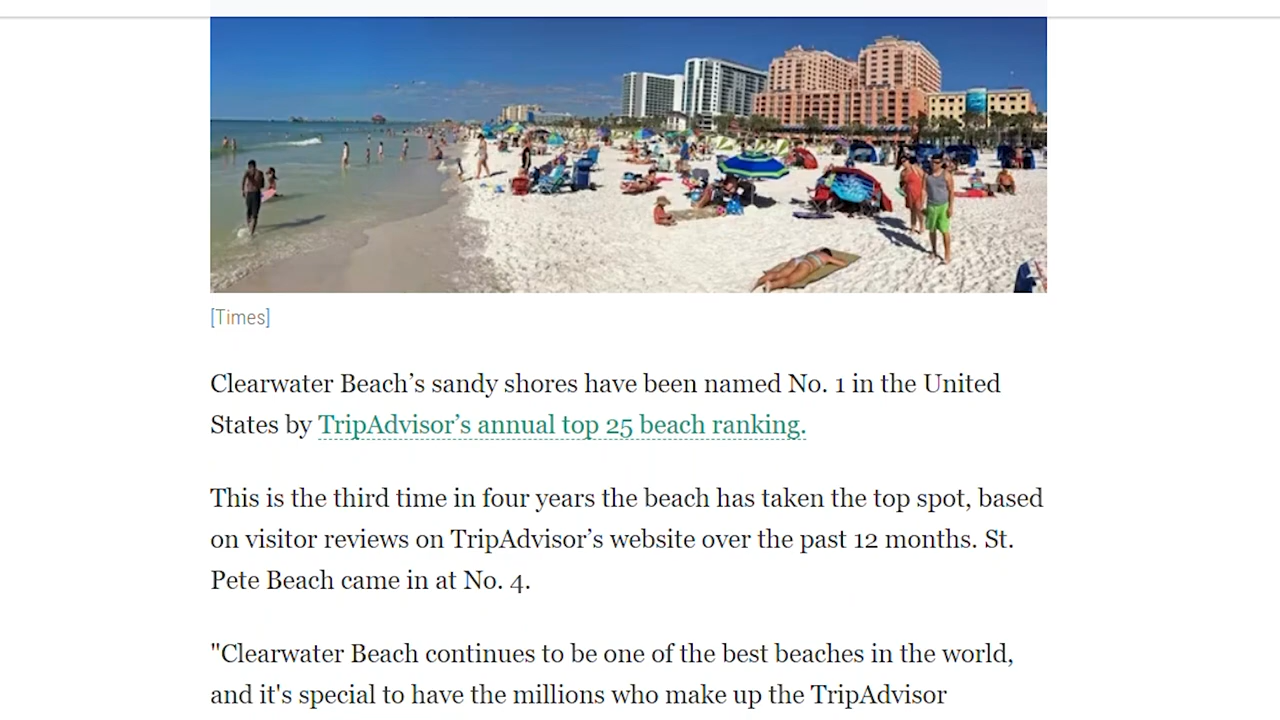 [Times]
Clearwater Beach’s sandy shores have been named No. 1 in the United
States by TripAdvisor’s annual top 25 beach ranking.
This is the third time in four years the beach has taken the top spot, based
on visitor reviews on TripAdvisor’s website over the past 12 months. St.
Pete Beach came in at No. 4.
"Clearwater Beach continues to be one of the best beaches in the world,
and it's special to have the millions who make up the TripAdvisor